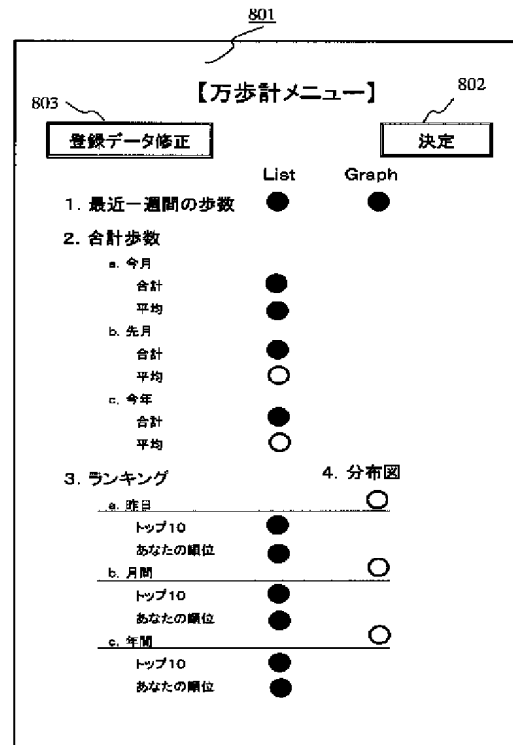 801
【万歩計メニュー】
803
802
登録データ修正
決定
List Graph
1. 最近一週間の歩数
2. 合計歩数
a. 今月
合計
平均
b. 先月
合計
平均
c. 今年
合計
平均
3. ランキング 4. 分布図
a. 昨日
トップ10
あなたの順位
b. 月間
トップ10
あなたの順位
c. 年間
トップ10
あなたの順位